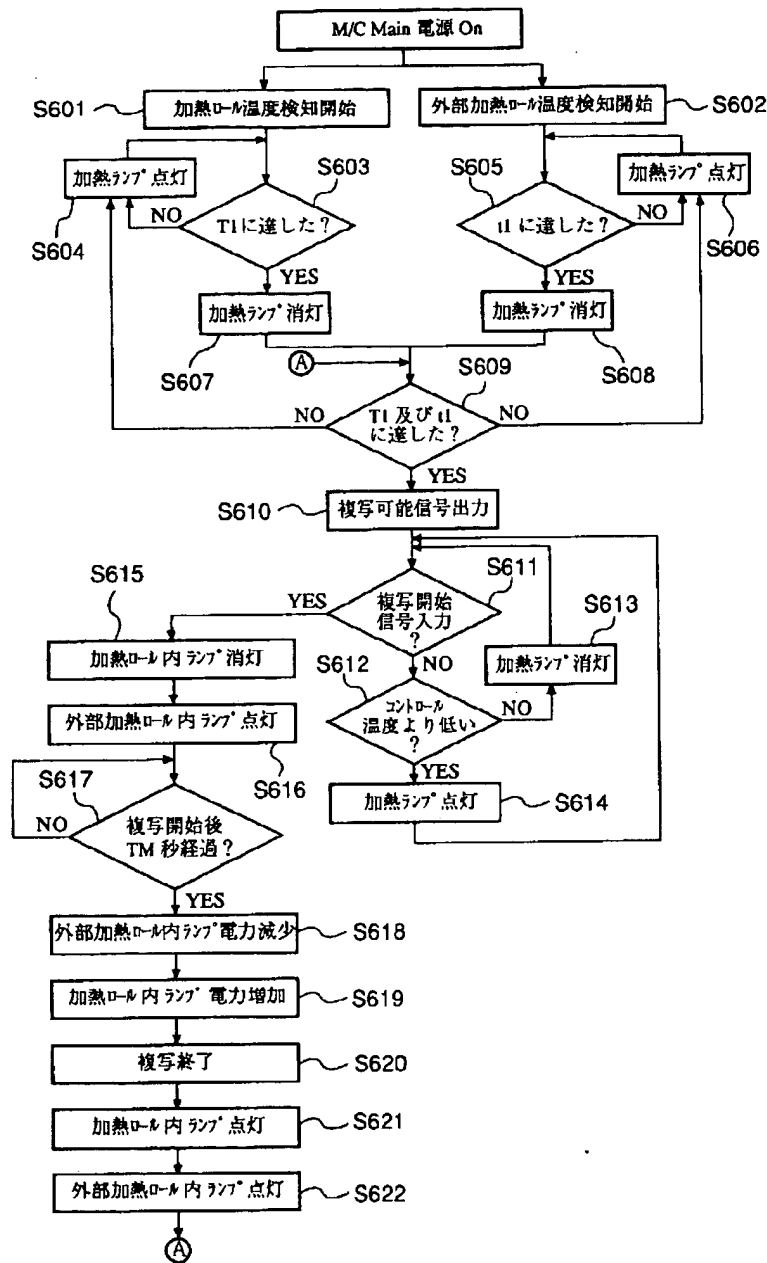 M/C Main 電源 On
S601
加熱ﾛｰﾙ温度検知開始
外部加熱ﾛｰﾙ温度検知開始
S602
加熱ﾗﾝﾌﾟ点灯
S604
NO
S603
T1に達した?
YES
S605
t1 に達した?
NO
YES
加熱ﾗﾝﾌﾟ点灯
S606
加熱ﾗﾝﾌﾟ消灯
S607
加熱ﾗﾝﾌﾟ消灯
S608
A
S609
NO
T1 及び t1
に達した?
NO
YES
S610
複写可能信号出力
S611
YES
複写開始
信号入力
?
NO
S613
加熱ﾗﾝﾌﾟ消灯
S612
ｺﾝﾄﾛｰﾙ
温度より低い
?
NO
YES
加熱ﾗﾝﾌﾟ点灯
S614
S615
加熱ﾛｰﾙ内ﾗﾝﾌﾟ消灯
外部加熱ﾛｰﾙ内ﾗﾝﾌﾟ点灯
S616
S617
NO
複写開始後
TM 秒経過?
YES
外部加熱ﾛｰﾙ内ﾗﾝﾌﾟ電力減少
S618
加熱ﾛｰﾙ内ﾗﾝﾌﾟ電力増加
S619
複写終了
S620
加熱ﾛｰﾙ内ﾗﾝﾌﾟ点灯
S621
外部加熱ﾛｰﾙ内ﾗﾝﾌﾟ点灯
S622
A